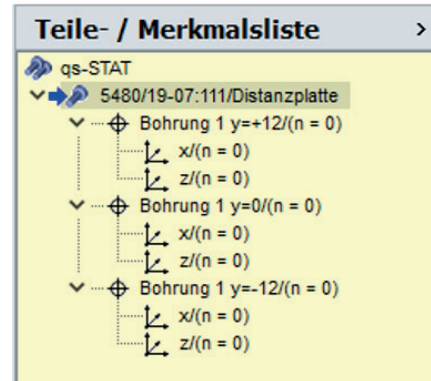 Teile- / Merkmalsliste
qs-STAT
5480/19-07:111/Distanzplatte
Bohrung 1 y=+12/(n = 0)
x/(n = 0)
z/(n = 0)
Bohrung 1 y=0/(n = 0)
x/(n = 0)
z/(n = 0)
Bohrung 1 y=-12/(n = 0)
x/(n = 0)
z/(n = 0)